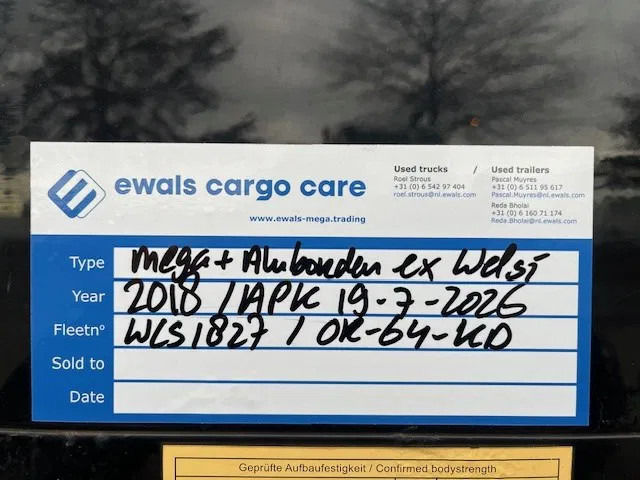 ewals cargo care
www.ewals-mega.trading
Used trucks / Used trailers
Roel Strous
+31 (0) 6 542 97 404
roel.strous@nl.ewals.com
Pascal Muyres
+31 (0) 6 511 95 617
Pascal.Muyres@nl.ewals.com
Reda Bholai
+31 (0) 6 160 71 174
Reda.Bholai@nl.ewals.com
Type mega + Aluborden ex
Year 2018 / APK 19-7-2026
Fleetn° WLS1827 / OR-64-KD
Sold to
Date
Geprüfte Aufbaufestigkeit / Confirmed bodystrength